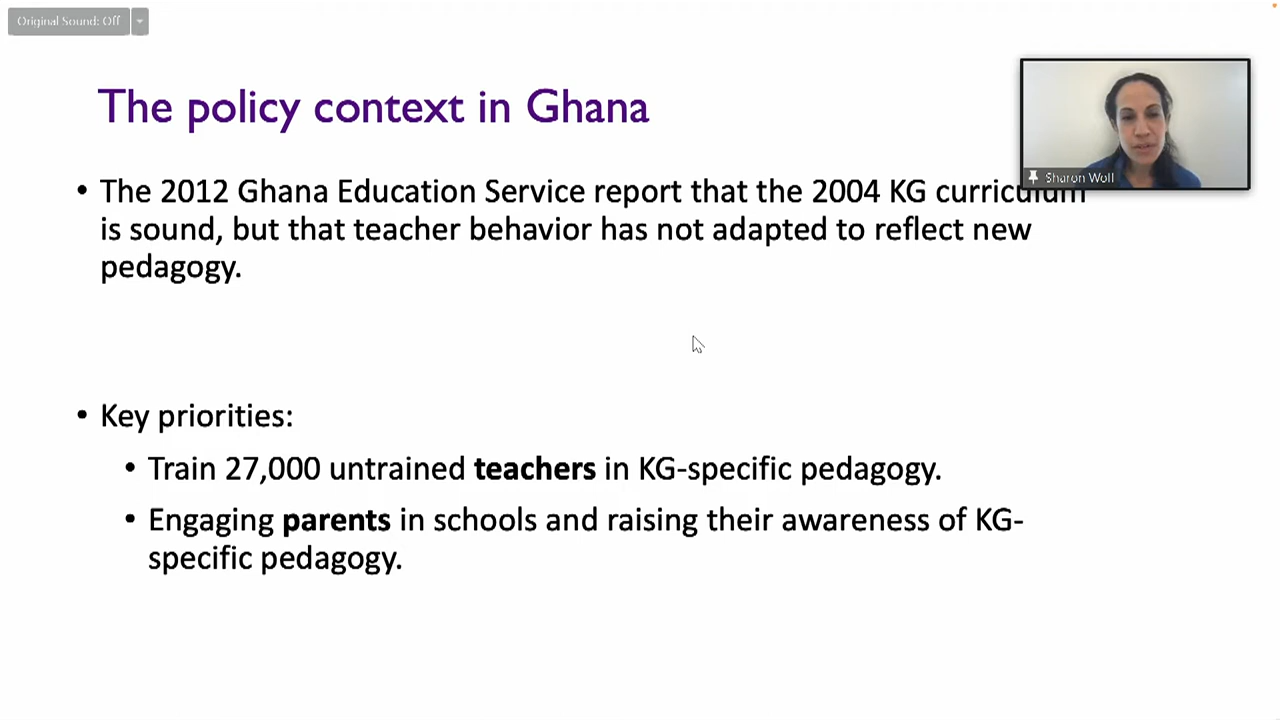 Original Sound: Off
The policy context in Ghana
Sharon Wolf
• The 2012 Ghana Education Service report that the 2004 KG curriculum
is sound, but that teacher behavior has not adapted to reflect new
pedagogy.
• Key priorities:
• Train 27,000 untrained teachers in KG-specific pedagogy.
• Engaging parents in schools and raising their awareness of KG-
specific pedagogy.